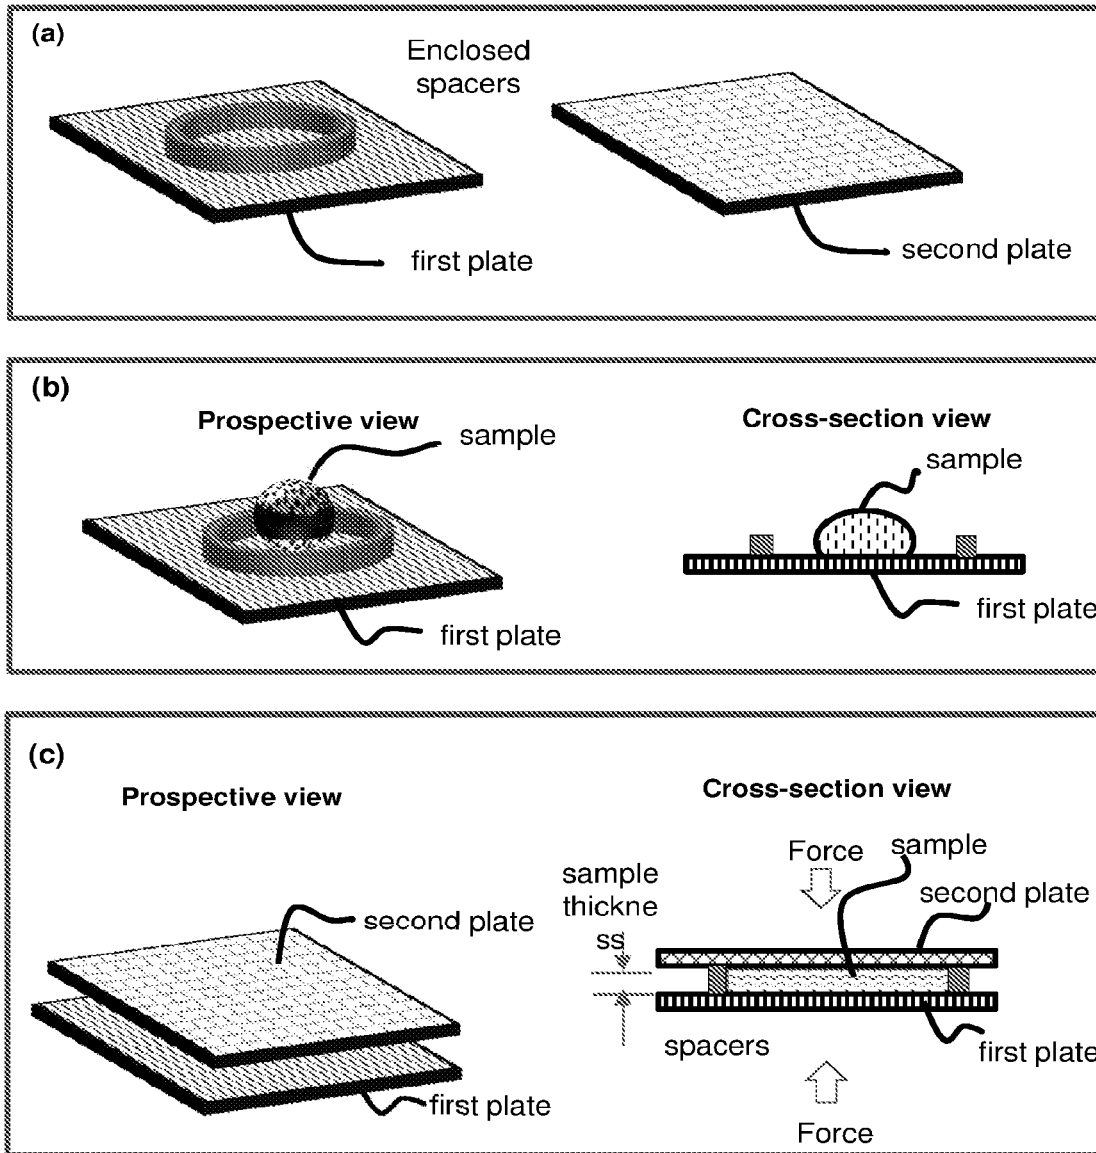 (a)
Enclosed
spacers
first plate
second plate
(b)
Prospective view
sample
first plate
Cross-section view
sample
first plate
(c)
Prospective view
second plate
first plate
Cross-section view
Force
sample
sample
thickne
ss
second plate
spacers
first plate
Force